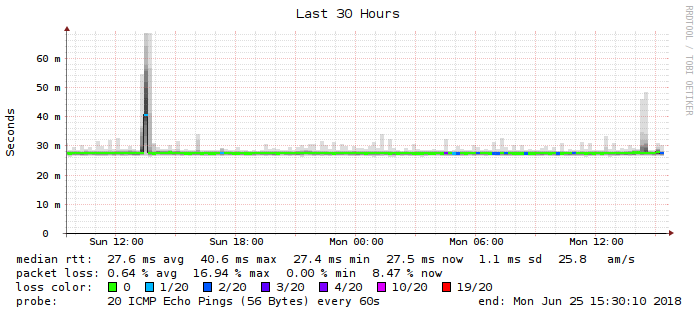 Last 30 Hours
RRDTOOL / TOBI OETIKER
Seconds
60 m
50 m
40 m
30 m
20 m
10 m
0
Sun 12:00 Sun 18:00 Mon 00:00 Mon 06:00 Mon 12:00
median rtt: 27.6 ms avg 40.6 ms max 27.4 ms min 27.5 ms now 1.1 ms sd 25.8 am/s
packet loss: 0.64 % avg 16.94 % max 0.00 % min 8.47 % now
loss color: 0 1/20 2/20 3/20 4/20 10/20 19/20
probe: 20 ICMP Echo Pings (56 Bytes) every 60s end: Mon Jun 25 15:30:10 2018